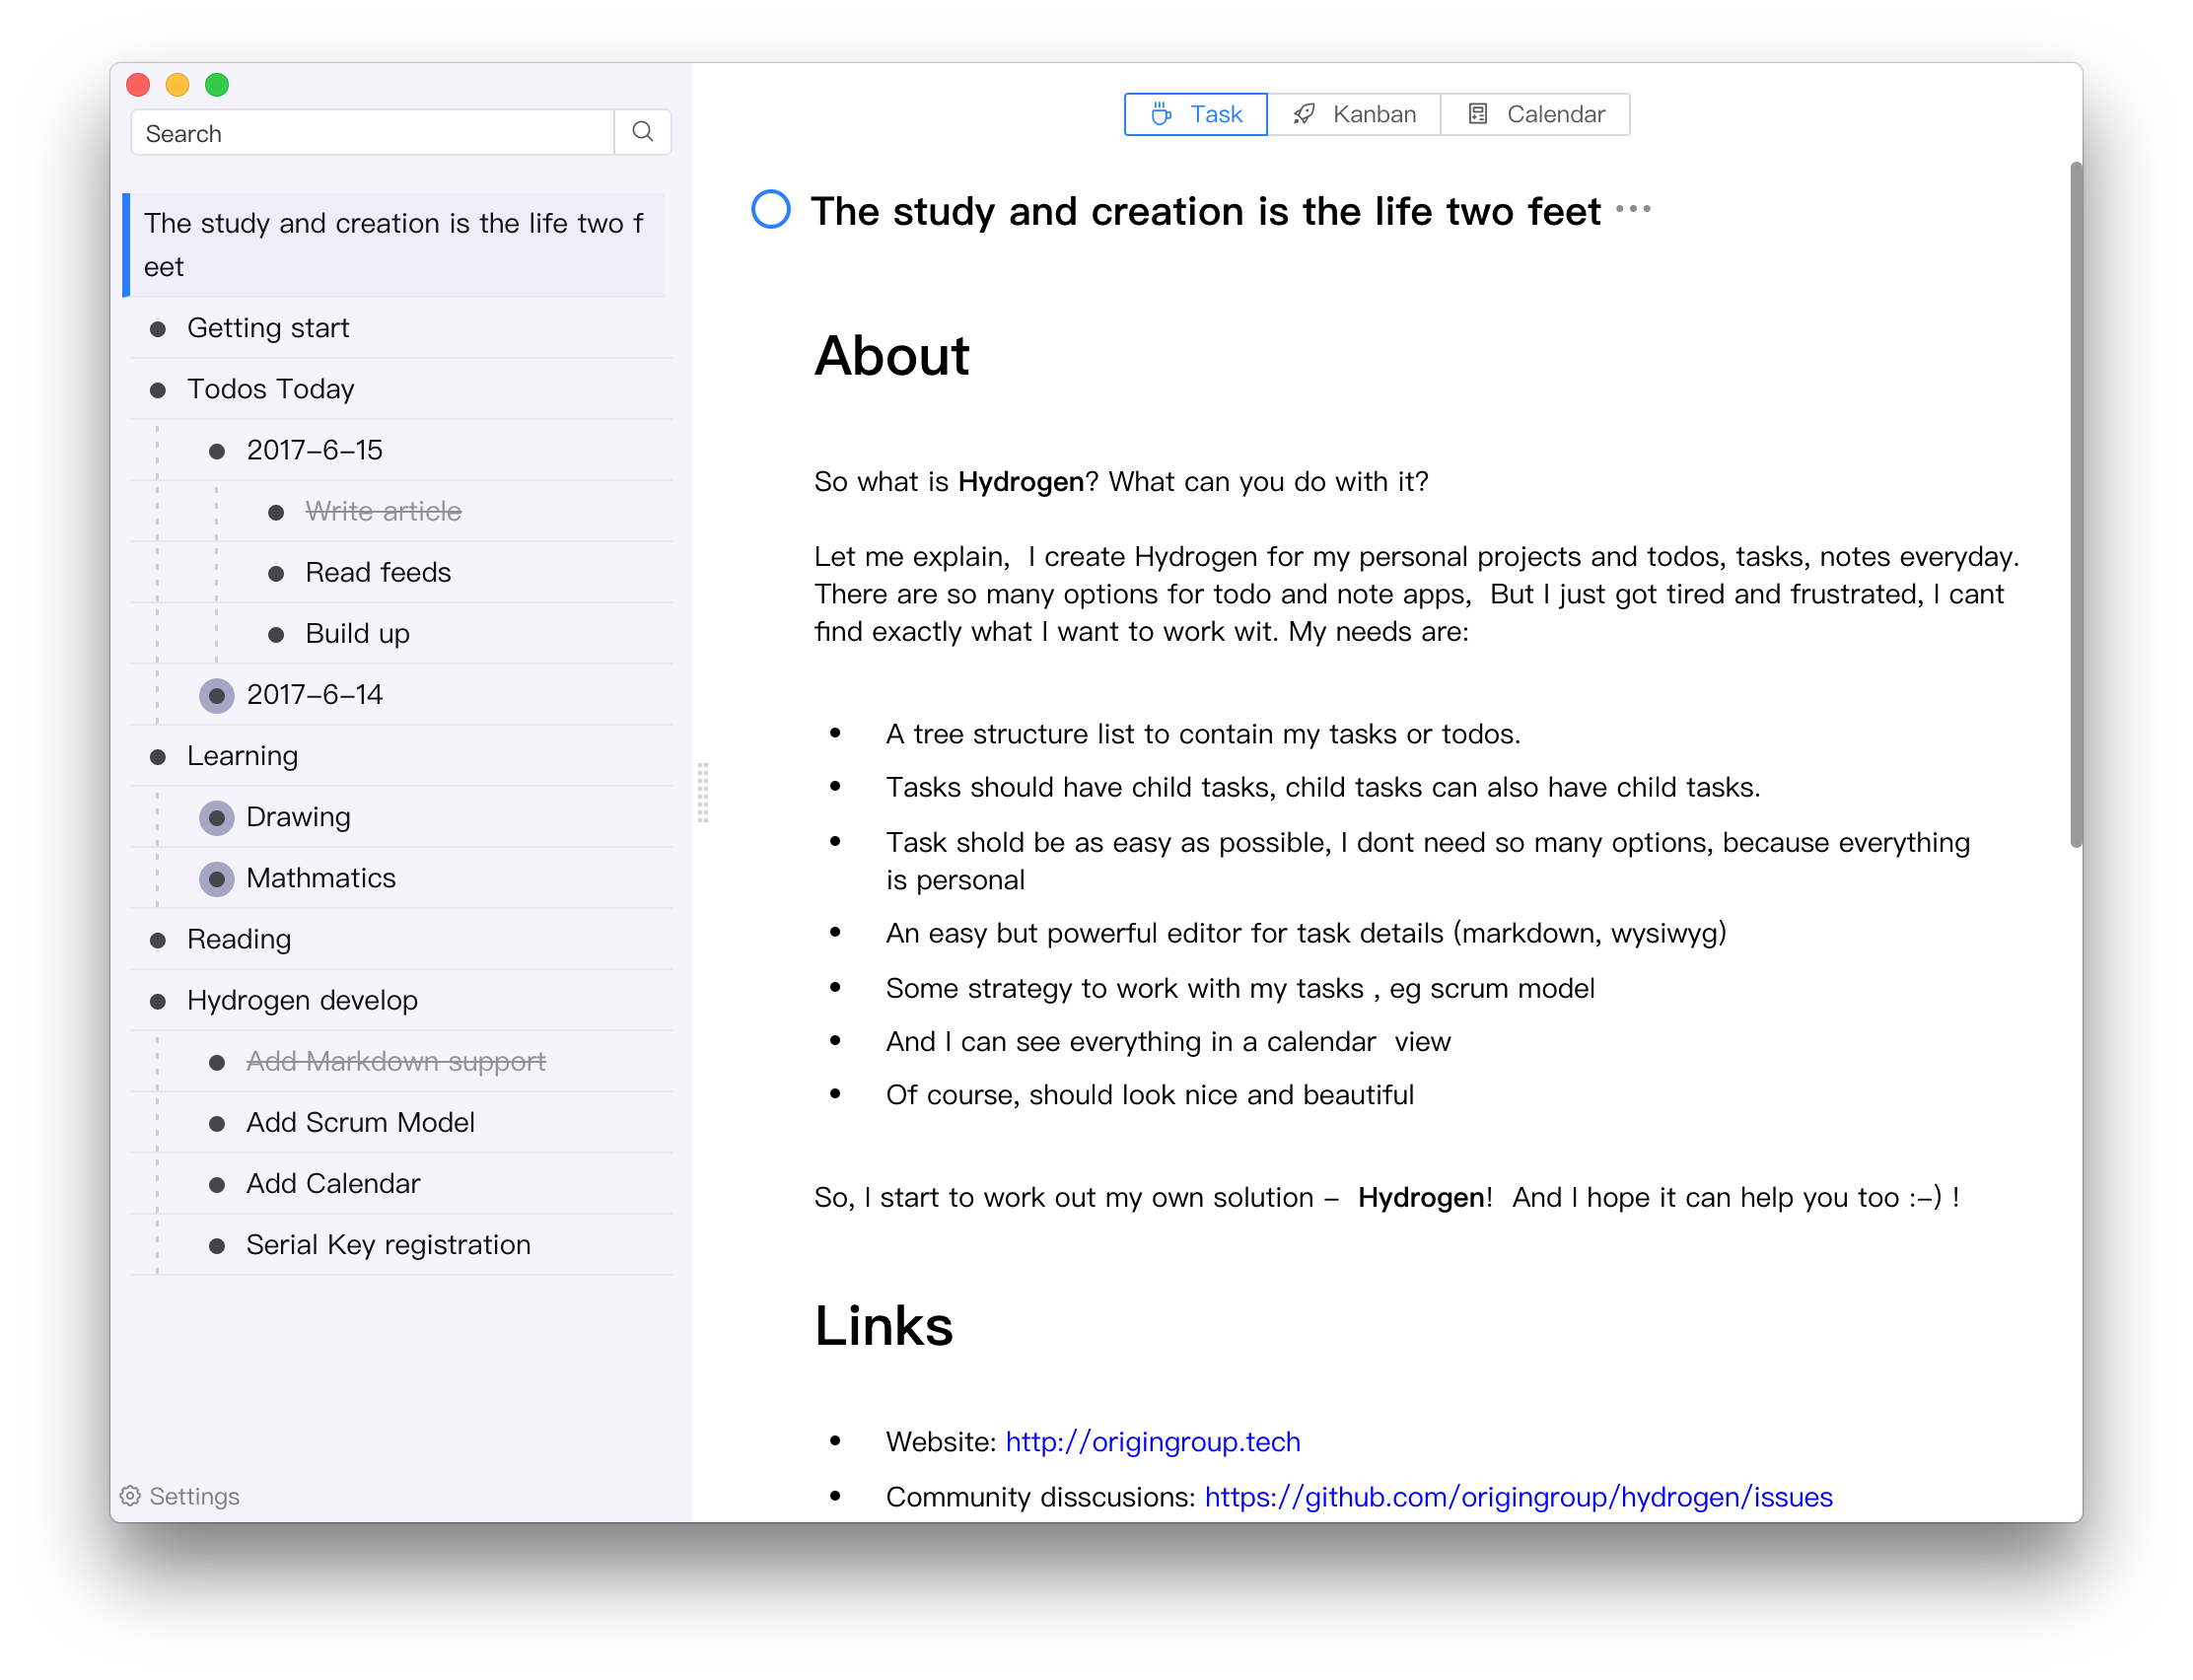 Search
The study and creation is the life two f
eet
Getting start
Todos Today
2017-6-15
Write article
Read feeds
Build up
2017-6-14
Learning
Drawing
Mathmatics
Reading
Hydrogen develop
Add Markdown support
Add Scrum Model
Add Calendar
Serial Key registration
Settings
Task Kanban Calendar
The study and creation is the life two feet
About
So what is Hydrogen? What can you do with it?
Let me explain,  I create Hydrogen for my personal projects and todos, tasks, notes everyday.
There are so many options for todo and note apps,  But I just got tired and frustrated, I cant
find exactly what I want to work wit. My needs are:
• A tree structure list to contain my tasks or todos.
• Tasks should have child tasks, child tasks can also have child tasks.
• Task shold be as easy as possible, I dont need so many options, because everything
is personal
• An easy but powerful editor for task details (markdown, wysiwyg)
• Some strategy to work with my tasks , eg scrum model
• And I can see everything in a calendar  view
• Of course, should look nice and beautiful
So, I start to work out my own solution -  Hydrogen!  And I hope it can help you too :-) !
Links
• Website: http://origingroup.tech
• Community disscusions: https://github.com/origingroup/hydrogen/issues